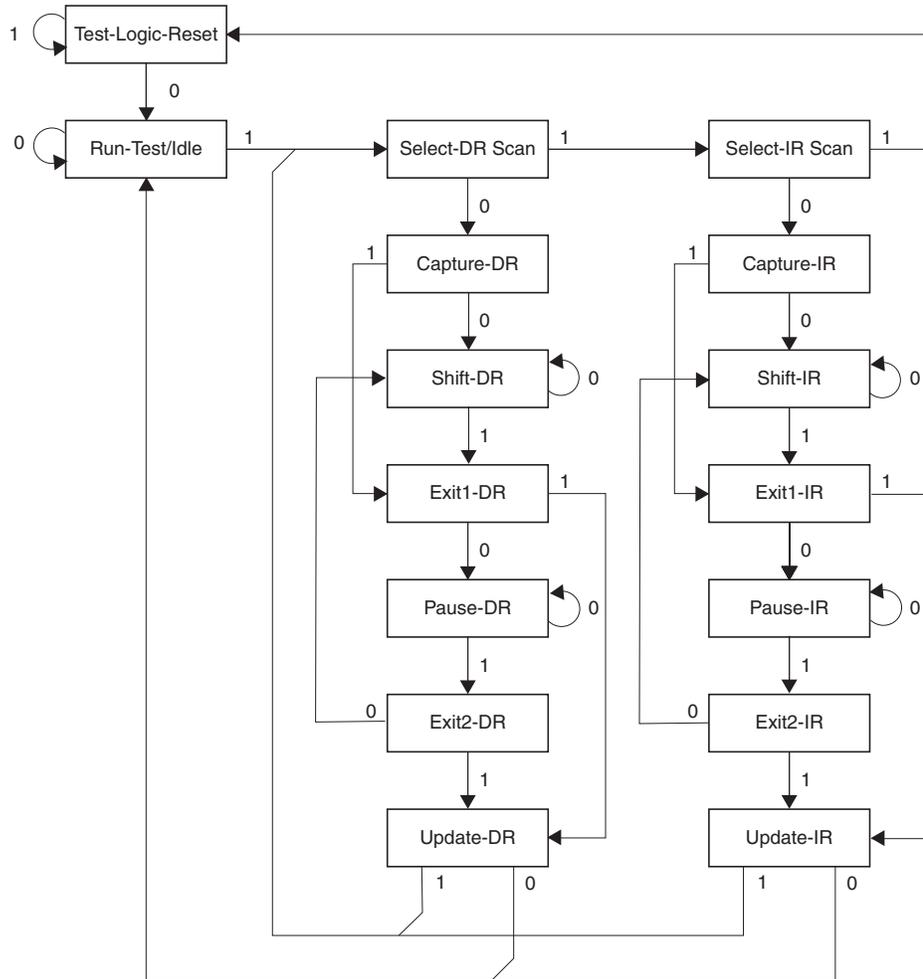 1
Test-Logic-Reset
0
0
Run-Test/Idle
1
Select-DR Scan
1
Select-IR Scan
1
0
0
1
Capture-DR
1
Capture-IR
0
0
Shift-DR
0
Shift-IR
0
1
1
Exit1-DR
1
Exit1-IR
1
0
0
Pause-DR
0
Pause-IR
0
1
1
0
Exit2-DR
0
Exit2-IR
1
1
Update-DR
Update-IR
1
0
1
0